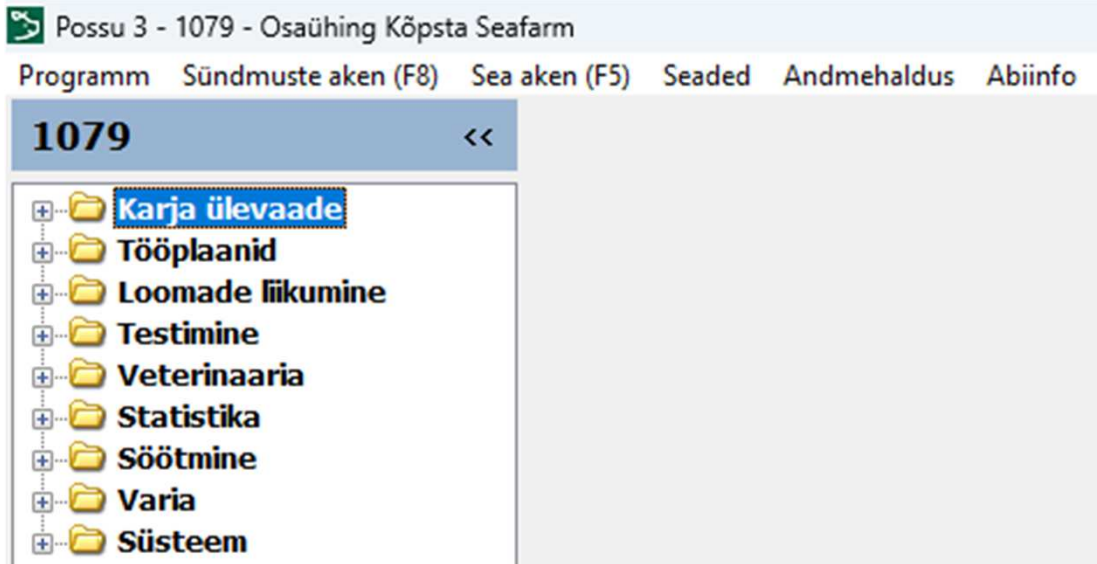 Possu 3 - 1079 - Osaühing Kõpsta Seafarm
Programm Sündmuste aken (F8) Sea aken (F5) Seaded Andmehaldus Abiinfo
1079 <<
Karja ülevaade
Tööplaanid
Loomade liikumine
Testimine
Veterinaaria
Statistika
Söötmine
Varia
Süsteem